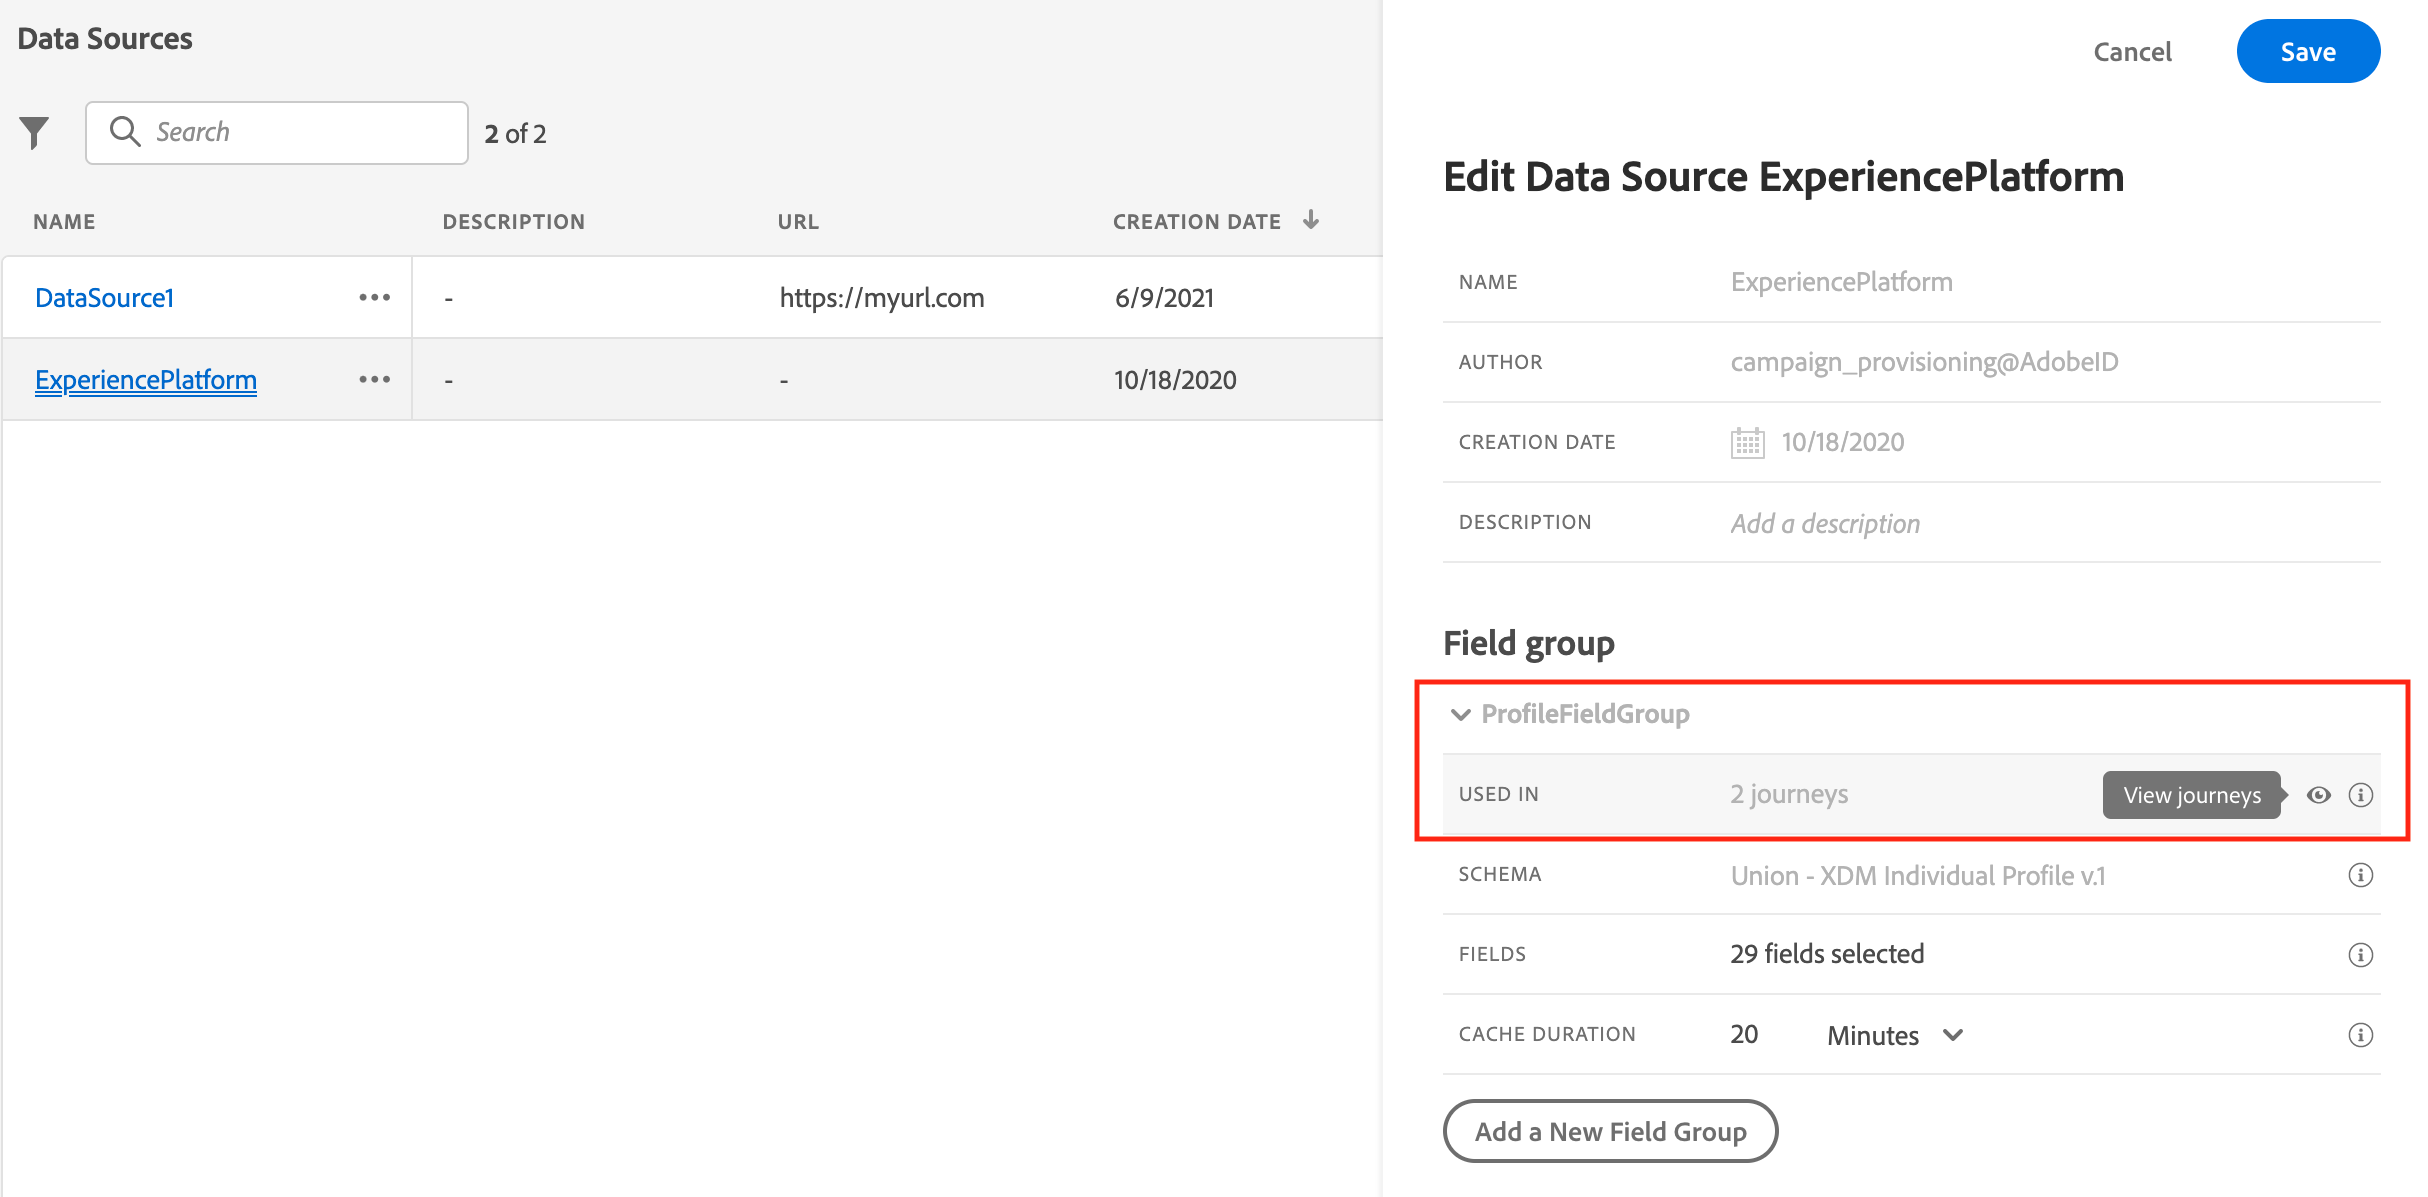 Data Sources
Search
2 of 2
NAME DESCRIPTION URL CREATION DATE
DataSource1 - https://myurl.com 6/9/2021
ExperiencePlatform - - 10/18/2020
Cancel Save
Edit Data Source ExperiencePlatform
NAME ExperiencePlatform
AUTHOR campaign_provisioning@AdobeID
CREATION DATE 10/18/2020
DESCRIPTION Add a description
Field group
ProfileFieldGroup
USED IN 2 journeys View journeys
SCHEMA Union - XDM Individual Profile v.1
FIELDS 29 fields selected
CACHE DURATION 20 Minutes
Add a New Field Group